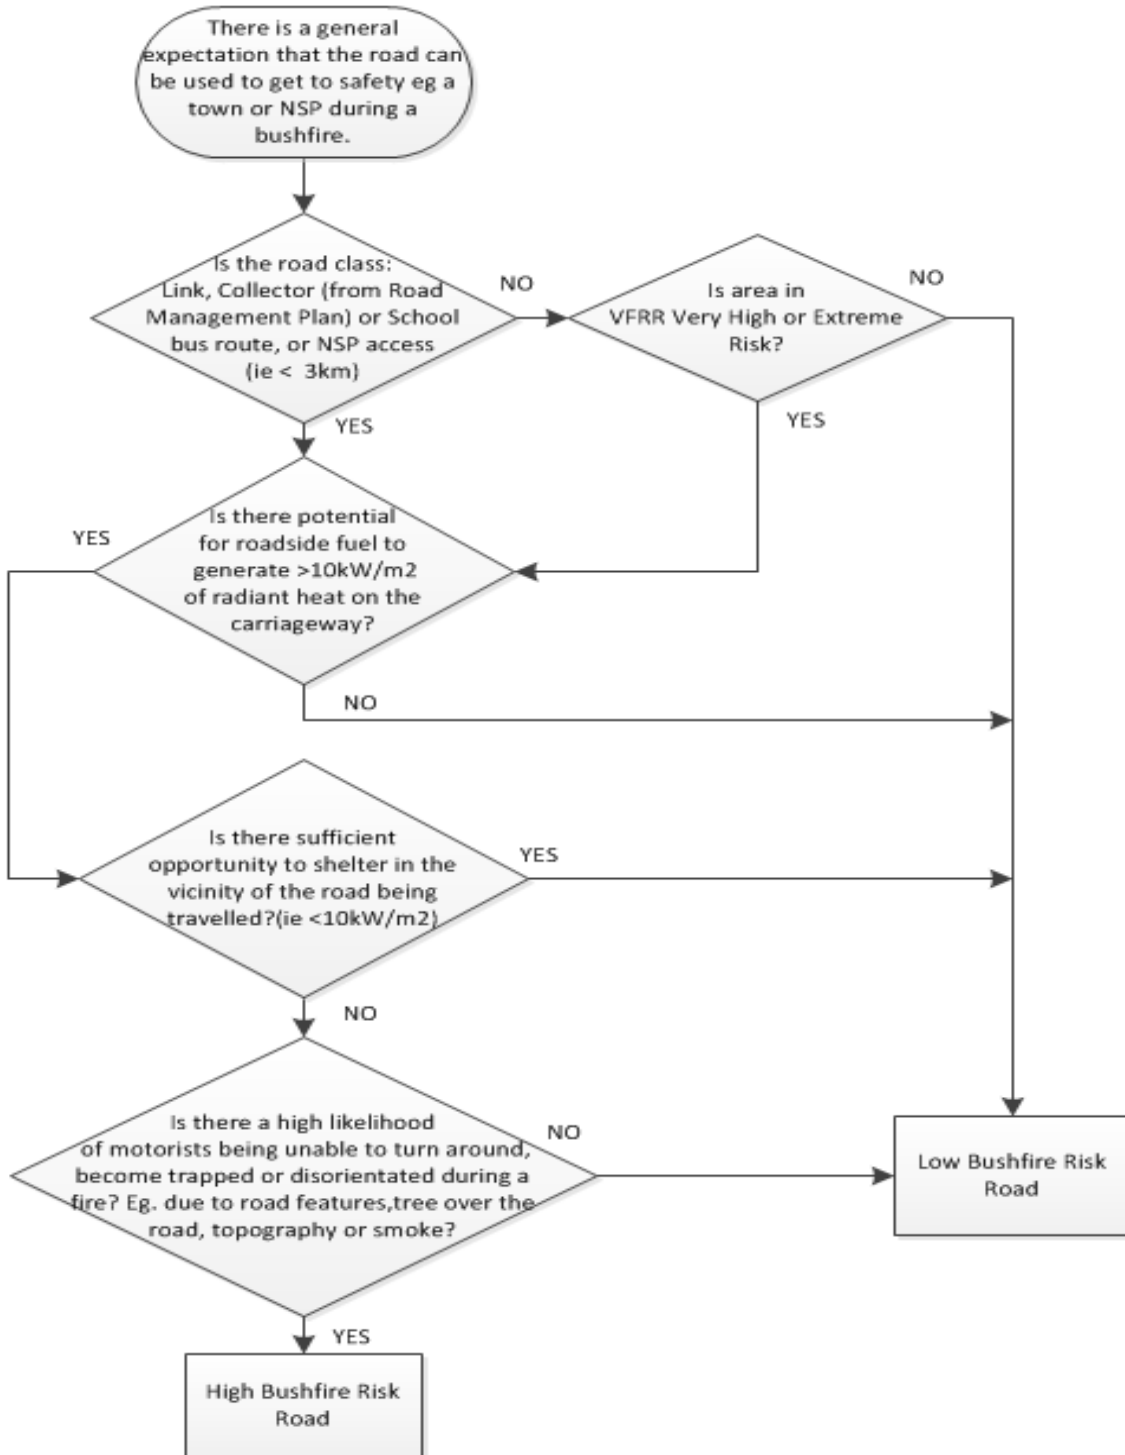 There is a general
expectation that the road can
be used to get to safety eg a
town or NSP during a
bushfire.
Is the road class:
Link, Collector (from Road
Management Plan) or School
bus route, or NSP access
(ie < 3km)
NO
Is area in
VFRR Very High or Extreme
Risk?
NO
YES
YES
Is there potential
for roadside fuel to
generate >10kW/m2
of radiant heat on the
carriageway?
YES
NO
Is there sufficient
opportunity to shelter in the
vicinity of the road being
travelled?(ie <10kW/m2)
YES
NO
Is there a high likelihood
of motorists being unable to turn around,
become trapped or disorientated during a
fire? Eg. due to road features,tree over the
road, topography or smoke?
NO
Low Bushfire Risk
Road
YES
High Bushfire Risk
Road